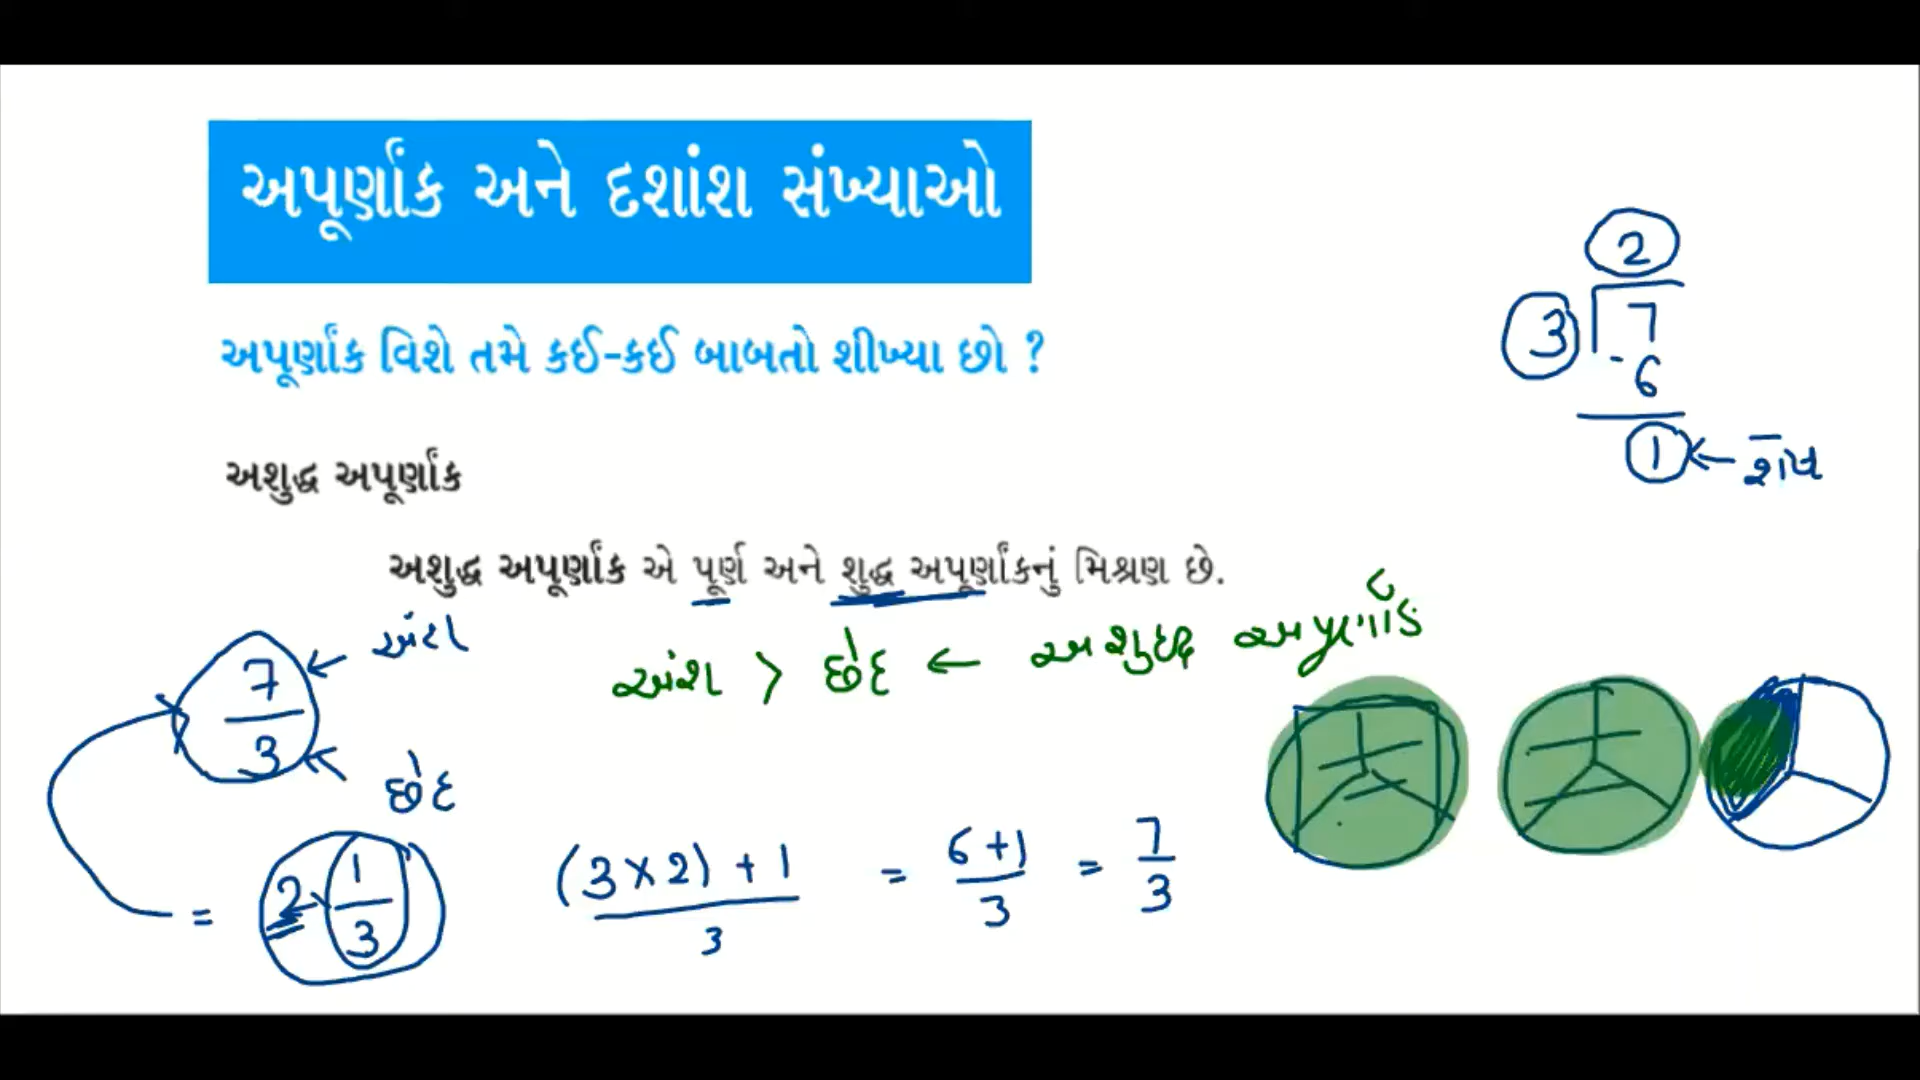 અપૂર્ણાંક અને દશાંશ સંખ્યાઓ
અપૂર્ણાંક વિશે તમે કઈ-કઈ બાબતો શીખ્યા છો ?
2
3 7
- 6
1 ← શેષ
અશુદ્ધ અપૂર્ણાંક
અશુદ્ધ અપૂર્ણાંક એ પૂર્ણ અને શુદ્ધ અપૂર્ણાંકનું મિશ્રણ છે.
7/3 ← અંશ
છેદ
અંશ > છેદ ← અશુદ્ધ અપૂર્ણાંક
= 2 1/3
(3×2)+1/3 = 6+1/3 = 7/3